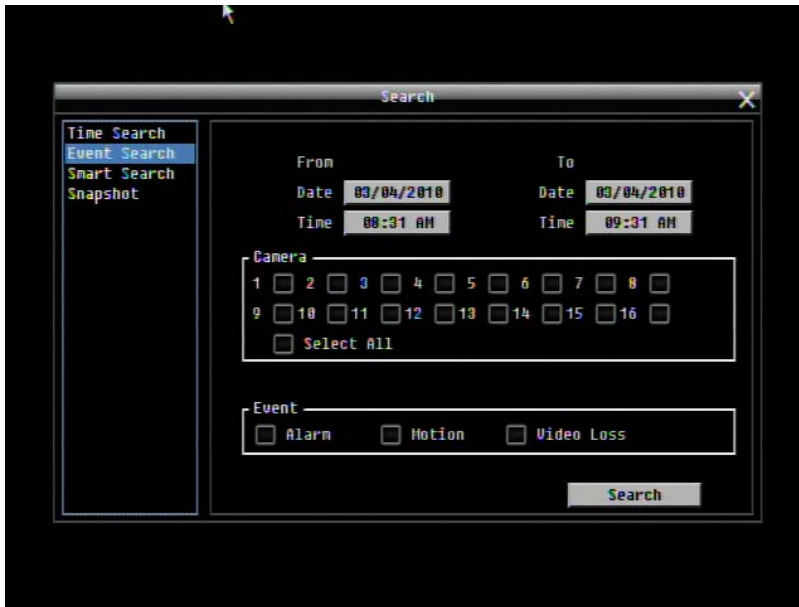 Search
Time Search
Event Search
Smart Search
Snapshot
From To
Date 03/04/2010 Date 03/04/2010
Time 08:31 AM Time 09:31 AM
Camera
1 2 3 4 5 6 7 8
9 10 11 12 13 14 15 16
Select All
Event
Alarm Motion Video Loss
Search